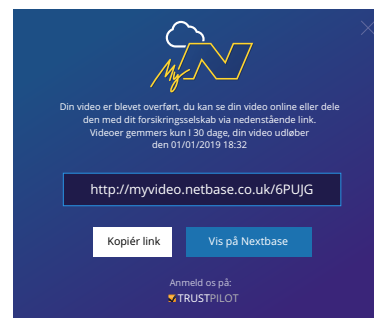 My N
Din video er blevet overført, du kan se din video online eller dele
den med dit forsikringsselskab via nedenstående link.
Videoer gemmers kun I 30 dage, din video udløber
den 01/01/2019 18:32
http://myvideo.netbase.co.uk/6PUJG
Kopiér link
Vis på Nextbase
Anmeld os på:
TRUSTPILOT